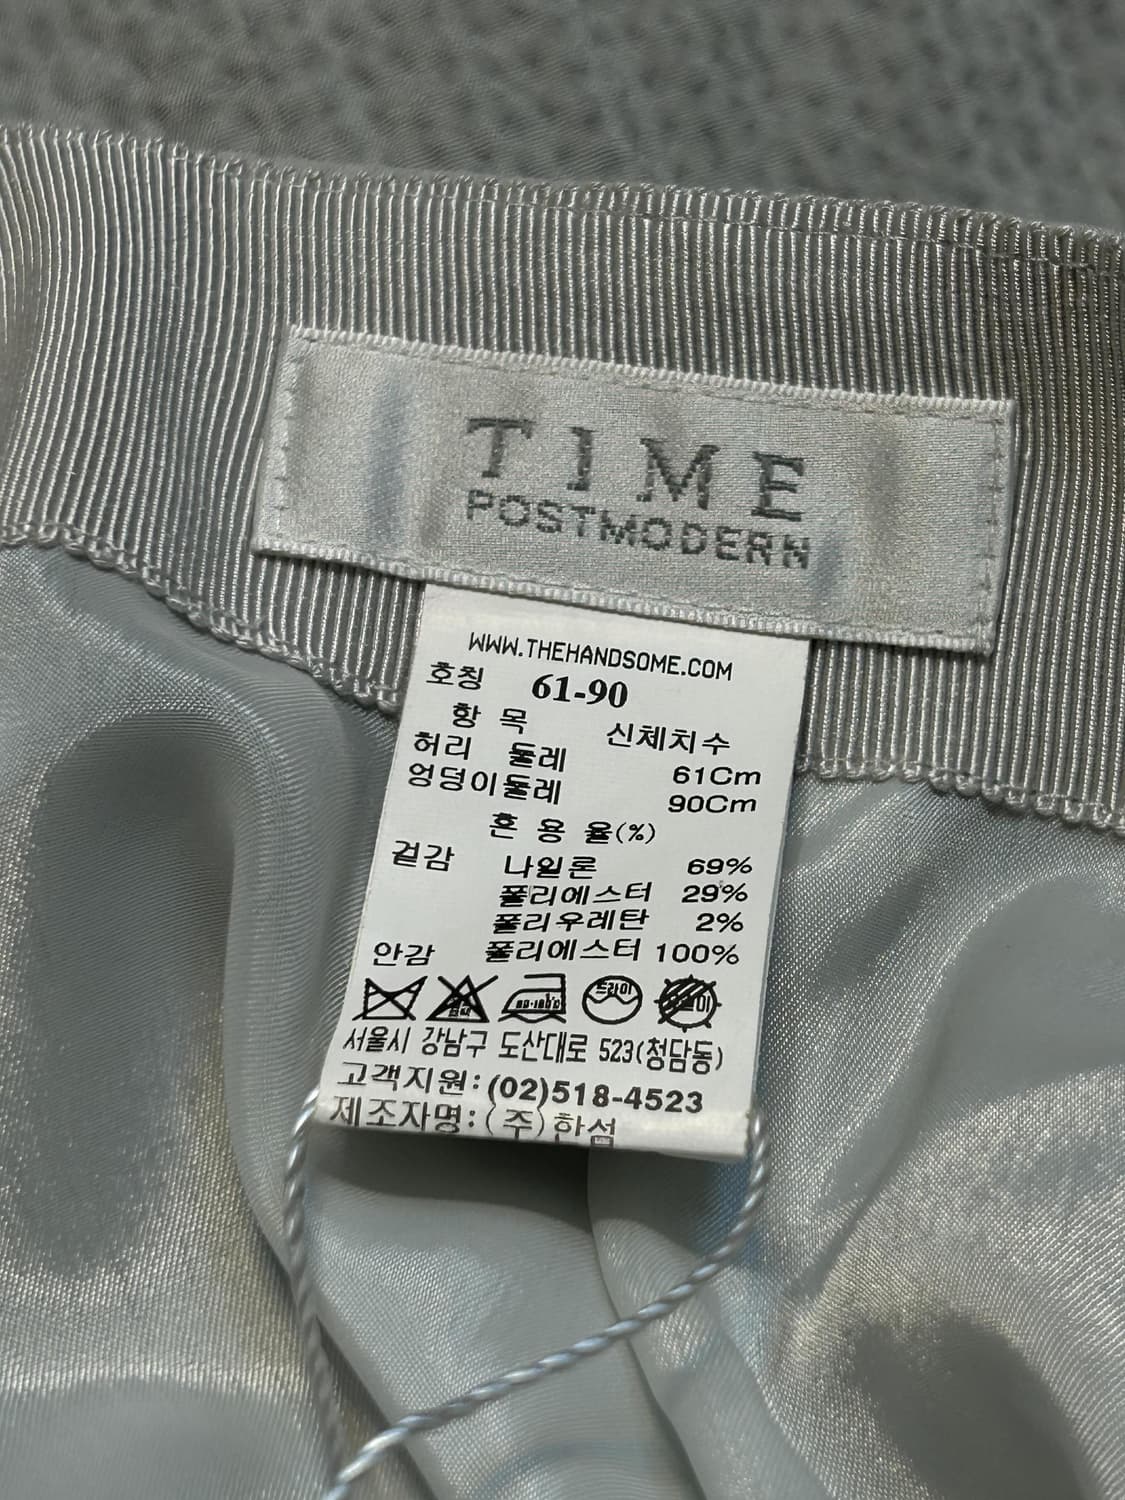 TIME
POSTMODERN
WWW.THEHANDSOME.COM
호칭 61-90
항 목 신체치수
허리 둘레 61Cm
엉덩이둘레 90Cm
혼 용 율(%)
겉감 나일론 69%
폴리에스터 29%
폴리우레탄 2%
안감 폴리에스터 100%
드라이
서울시 강남구 도산대로 523(청담동)
고객지원:(02)518-4523
제조자명:(주)한섬